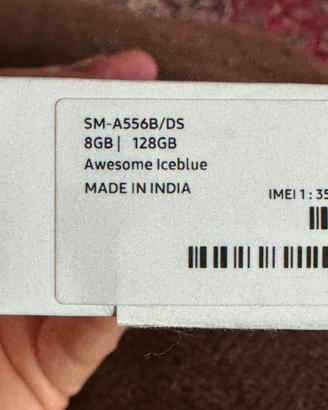 SM-A556B/DS
8GB | 128GB
Awesome Iceblue
MADE IN INDIA
IMEI 1 : 35